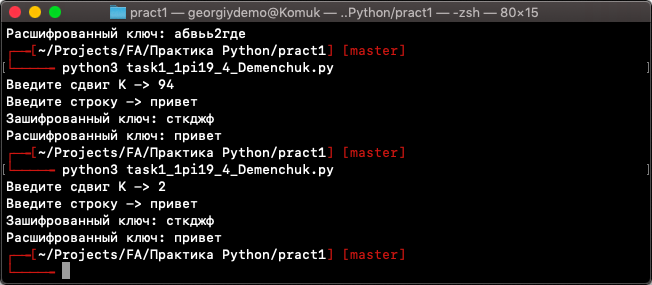 pract1 — georgiydemo@Komuk — ..Python/pract1 — -zsh — 80×15
Расшифрованный ключ: абвьь2где
[~/Projects/FA/Практика Python/pract1] [master]
python3 task1_1pi19_4_Demenchuk.py
Введите сдвиг К -> 94
Введите строку -> привет
Зашифрованный ключ: сткджф
Расшифрованный ключ: привет
[~/Projects/FA/Практика Python/pract1] [master]
python3 task1_1pi19_4_Demenchuk.py
Введите сдвиг К -> 2
Введите строку -> привет
Зашифрованный ключ: сткджф
Расшифрованный ключ: привет
[~/Projects/FA/Практика Python/pract1] [master]